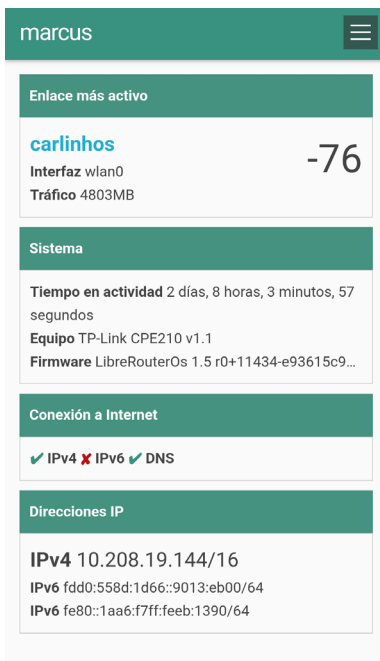 marcus
Enlace más activo
carlinhos
-76
Interfaz wlan0
Tráfico 4803MB
Sistema
Tiempo en actividad 2 días, 8 horas, 3 minutos, 57
segundos
Equipo TP-Link CPE210 v1.1
Firmware LibreRouterOs 1.5 r0+11434-e93615c9...
Conexión a Internet
✔ IPv4 ✘ IPv6 ✔ DNS
Direcciones IP
IPv4 10.208.19.144/16
IPv6 fdd0:558d:1d66::9013:eb00/64
IPv6 fe80::1aa6:f7ff:feeb:1390/64